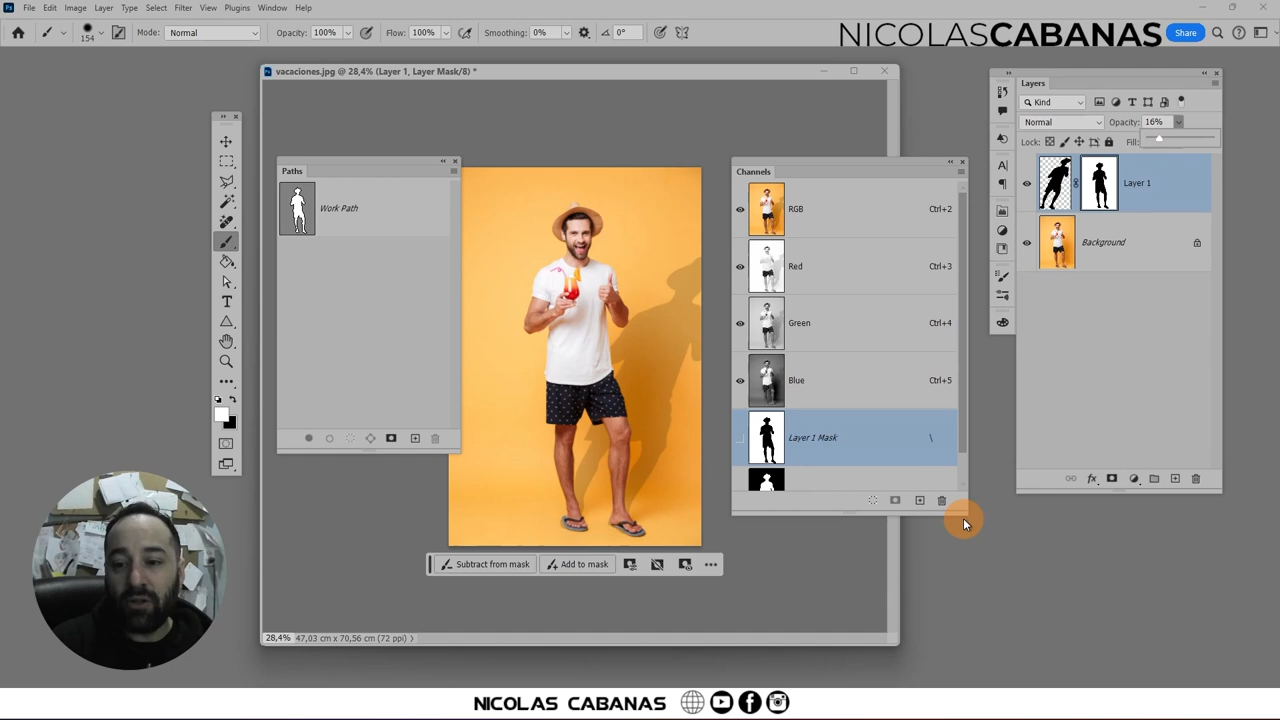 File Edit Image Layer Type Select Filter View Plugins Window Help
154 Mode: Normal Opacity: 100% Flow: 100% Smoothing: 0% 0° Share
NICOLASCABANAS
vacaciones.jpg @ 28,4% (Layer 1, Layer Mask/8) *
Layers
Kind
Normal Opacity: 16%
Lock: Fill:
Layer 1
Background
Paths
Work Path
Channels
RGB Ctrl+2
Red Ctrl+3
Green Ctrl+4
Blue Ctrl+5
Layer 1 Mask \
Subtract from mask Add to mask
28,4% 47,03 cm x 70,56 cm (72 ppi)
NICOLAS CABANAS